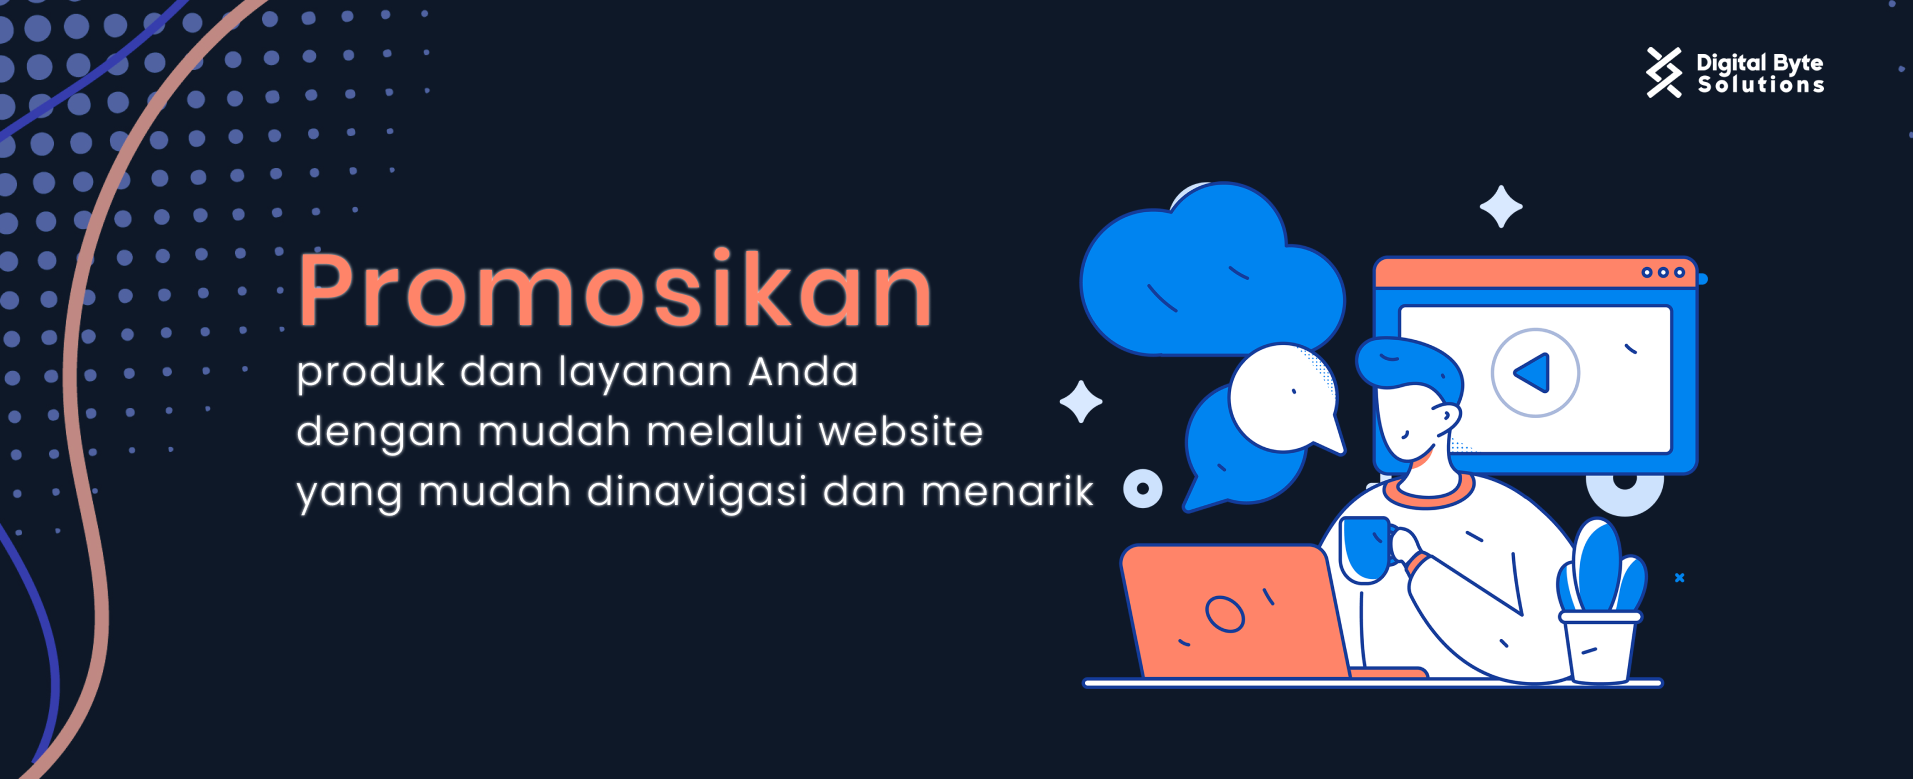 Digital Byte
Solutions
Promosikan
produk dan layanan Anda
dengan mudah melalui website
yang mudah dinavigasi dan menarik